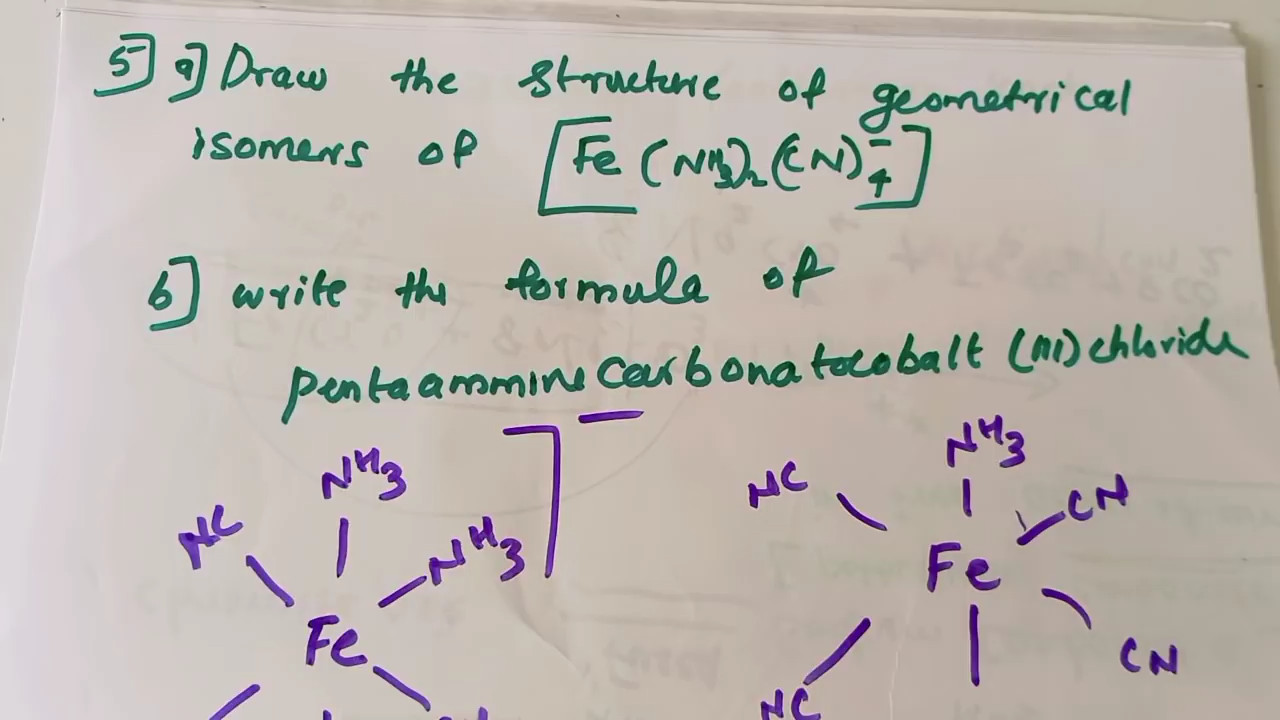 5] a] Draw the structure of geometrical
isomers of [Fe(NH3)2(CN)4-]
b] write the formula of
pentaamminecarbonatocobalt (III) chloride
NH3
NC
NH3
Fe
NH3
NC
CN
Fe
CN
NC